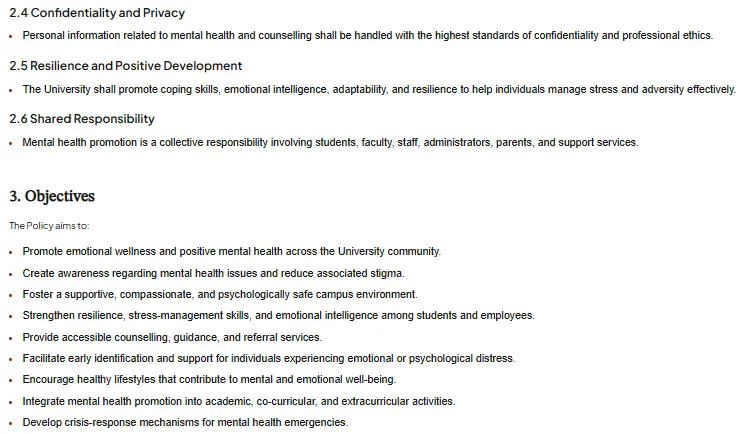 2.4 Confidentiality and Privacy
• Personal information related to mental health and counselling shall be handled with the highest standards of confidentiality and professional ethics.
2.5 Resilience and Positive Development
• The University shall promote coping skills, emotional intelligence, adaptability, and resilience to help individuals manage stress and adversity effectively.
2.6 Shared Responsibility
• Mental health promotion is a collective responsibility involving students, faculty, staff, administrators, parents, and support services.
3. Objectives
The Policy aims to:
• Promote emotional wellness and positive mental health across the University community.
• Create awareness regarding mental health issues and reduce associated stigma.
• Foster a supportive, compassionate, and psychologically safe campus environment.
• Strengthen resilience, stress-management skills, and emotional intelligence among students and employees.
• Provide accessible counselling, guidance, and referral services.
• Facilitate early identification and support for individuals experiencing emotional or psychological distress.
• Encourage healthy lifestyles that contribute to mental and emotional well-being.
• Integrate mental health promotion into academic, co-curricular, and extracurricular activities.
• Develop crisis-response mechanisms for mental health emergencies.